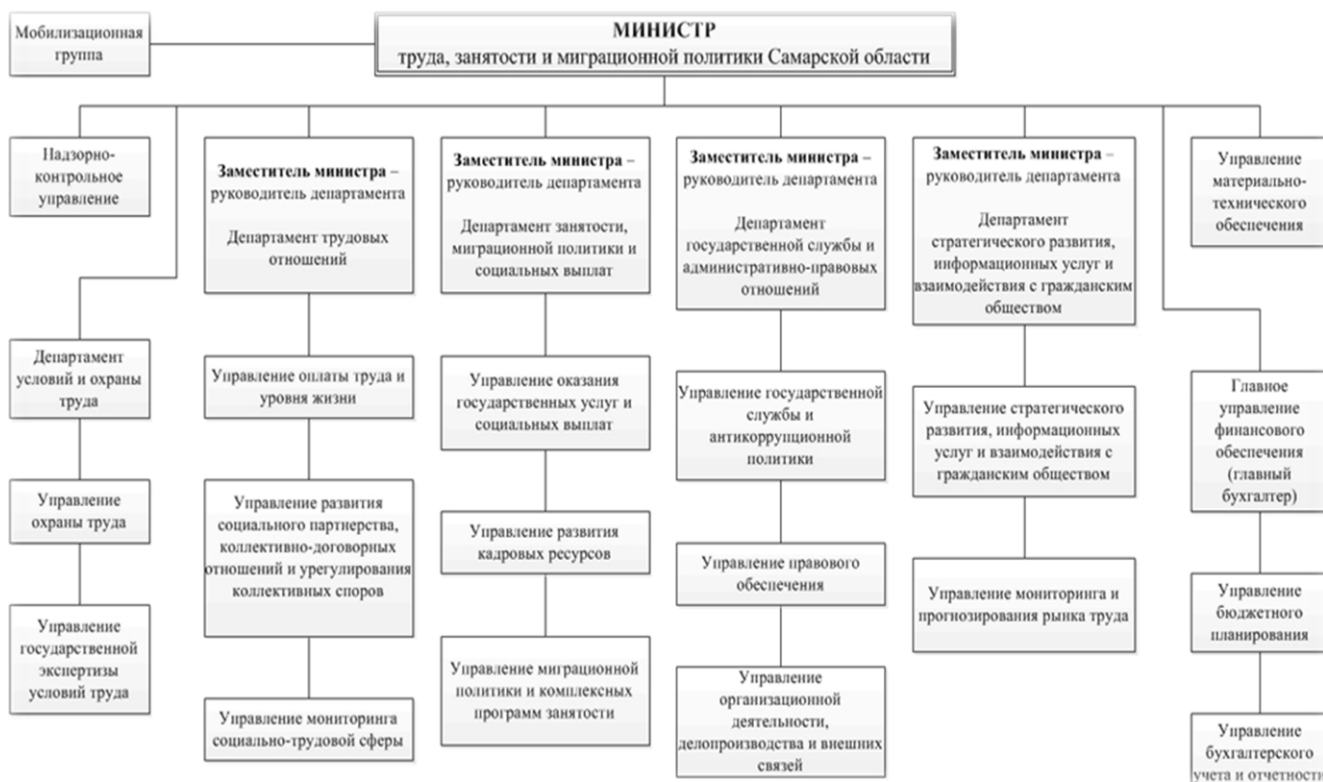 Мобилизационная
группа
МИНИСТР
труда, занятости и миграционной политики Самарской области
Надзорно-
контрольное
управление
Заместитель министра –
руководитель департамента
Департамент трудовых
отношений
Заместитель министра –
руководитель департамента
Департамент занятости,
миграционной политики и
социальных выплат
Заместитель министра –
руководитель департамента
Департамент
государственной службы и
административно-правовых
отношений
Заместитель министра –
руководитель департамента
Департамент
стратегического развития,
информационных услуг и
взаимодействия с гражданским
обществом
Управление
материально-
технического
обеспечения
Департамент
условий и охраны
труда
Управление
охраны труда
Управление
государственной
экспертизы
условий труда
Управление оплаты труда и
уровня жизни
Управление развития
социального партнерства,
коллективно-договорных
отношений и урегулирования
коллективных споров
Управление мониторинга
социально-трудовой сферы
Управление оказания
государственных услуг и
социальных выплат
Управление развития
кадровых ресурсов
Управление миграционной
политики и комплексных
программ занятости
Управление государственной
службы и
антикоррупционной
политики
Управление правового
обеспечения
Управление
организационной
деятельности,
делопроизводства и внешних
связей
Управление стратегического
развития, информационных
услуг и взаимодействия с
гражданским обществом
Управление мониторинга и
прогнозирования рынка труда
Главное
управление
финансового
обеспечения
(главный
бухгалтер)
Управление
бюджетного
планирования
Управление
бухгалтерского
учета и отчетности